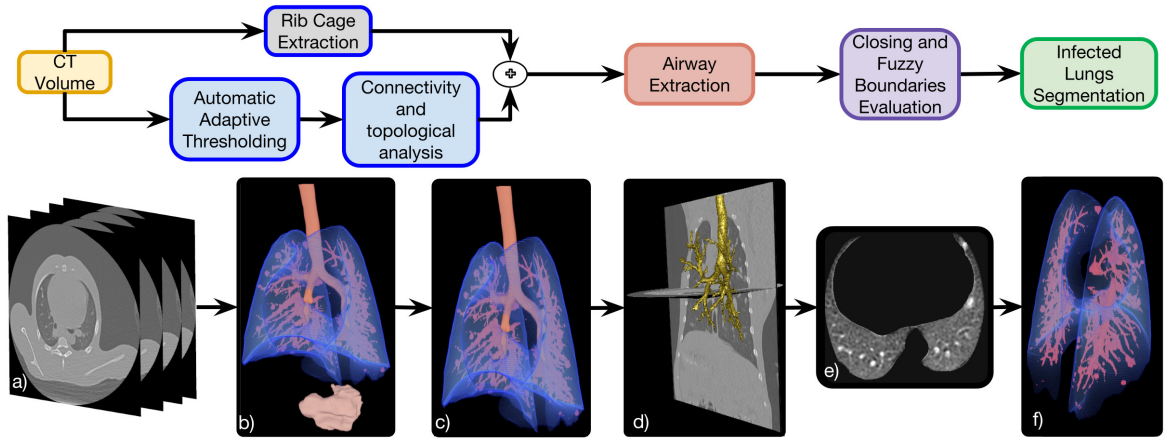 Rib Cage
Extraction
CT
Volume
Automatic
Adaptive
Thresholding
Connectivity
and
topological
analysis
Airway
Extraction
Closing and
Fuzzy
Boundaries
Evaluation
Infected
Lungs
Segmentation
a)
b)
c)
d)
e)
f)